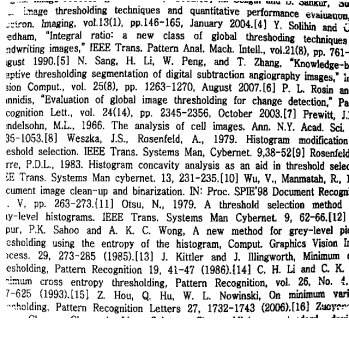 and B. Sankur,
image thresholding techniques and quantitative performance evaluation,
Imaging, vol.13(1), pp.146-165, January 2004.[4] Y. Solihin and
edham, "Integral ratio: a new class of global thresholding techniques
ndwriting images," IEEE Trans. Pattern Anal. Mach. Intell., vol.21(8), pp. 761-
gust 1990.[5] N. Sang, H. Li, W. Peng, and T. Zhang, "Knowledge-b
eptive thresholding segmentation of digital subtraction angiography images,"
sion Comput., vol. 25(8), pp. 1263-1270, August 2007.[6] P. L. Rosin an
nnidis, "Evaluation of global image thresholding for change detection," Pa
cognition Lett., vol. 24(14), pp. 2345-2356, October 2003.[7] Prewitt, J.
ndelsohn, M.L., 1966. The analysis of cell images. Ann. N.Y. Acad. Sci.
35-1053.[8] Weszka, J.S., Rosenfeld, A., 1979. Histogram modification
eshold selection. IEEE Trans. Systems Man, Cybernet. 9,38-52[9] Rosenfeld
rre, P.D.L., 1983. Histogram concavity analysis as an aid in threshold selec
EE Trans. Systems Man cybernet. 13, 231-235.[10] Wu, V., Manmatah, R.,
cument image clean-up and binarization. IN: Proc. SPIE'98 Document Recogni
. V, pp. 263-273.[11] Otsu, N., 1979. A threshold selection method
y-level histograms. IEEE Trans. Systems Man Cybernet. 9, 62-66.[12]
pur, P.K. Sahoo and A. K. C. Wong, A new method for grey-level pi
esholding using the entropy of the histogram, Comput. Graphics Vision
ocess. 29, 273-285 (1985).[13] J. Kittler and J. Illingworth, Minimum
esholding, Pattern Recognition 19, 41-47 (1986).[14] C. H. Li and C. K.
nimum cross entropy thresholding, Pattern Recognition, vol. 26, No. 4,
7-625 (1993).[15] Z. Hou, Q. Hu, W. L. Nowinski, On minimum vari
esholding, Pattern Recognition Letters 27, 1732-1743 (2006).[16]